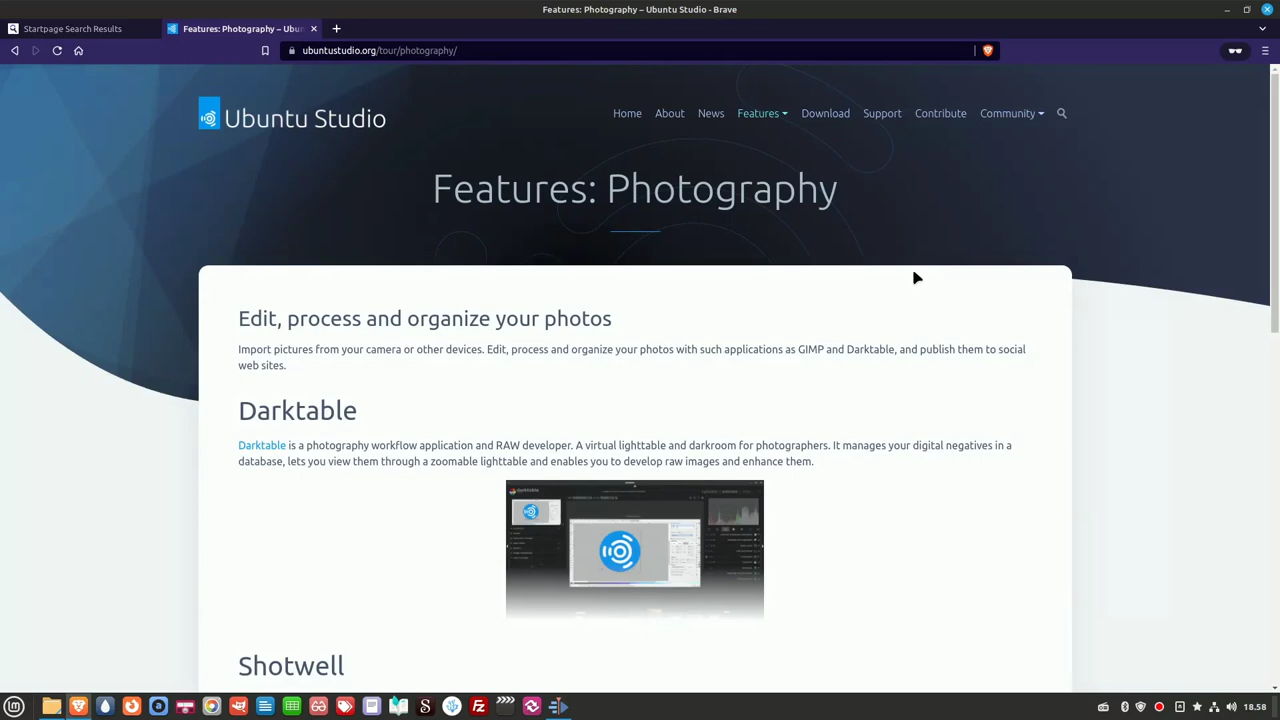 Features: Photography – Ubuntu Studio - Brave
Startpage Search Results
Features: Photography – Ubun
ubuntustudio.org/tour/photography/
Ubuntu Studio
Home About News Features Download Support Contribute Community
Features: Photography
Edit, process and organize your photos
Import pictures from your camera or other devices. Edit, process and organize your photos with such applications as GIMP and Darktable, and publish them to social
web sites.
Darktable
Darktable is a photography workflow application and RAW developer. A virtual lighttable and darkroom for photographers. It manages your digital negatives in a
database, lets you view them through a zoomable lighttable and enables you to develop raw images and enhance them.
darktable
Shotwell
18.58